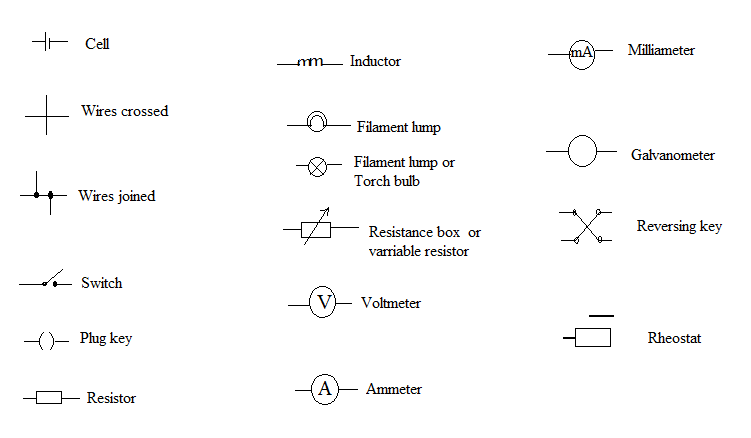 Cell
Wires crossed
Wires joined
Switch
Plug key
Resistor
mm Inductor
Filament lump
Filament lump or
Torch bulb
Resistance box or
varriable resistor
V Voltmeter
A Ammeter
mA Milliameter
Galvanometer
Reversing key
Rheostat